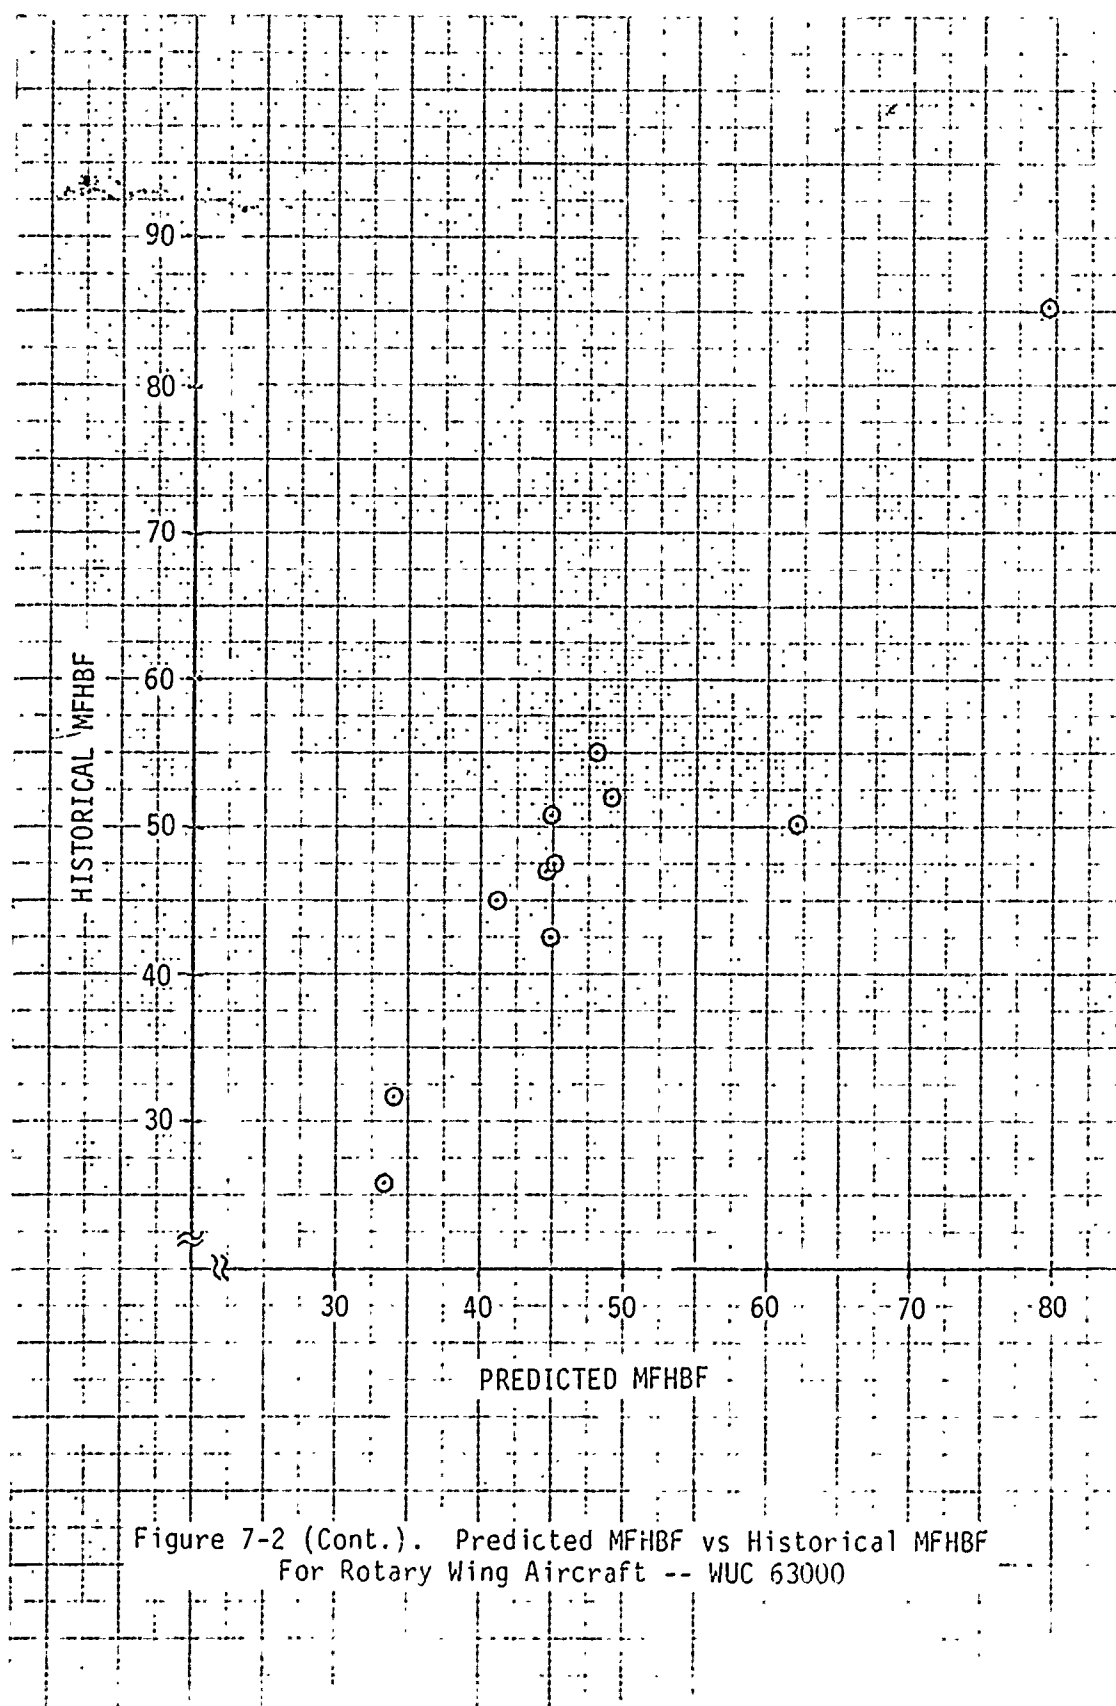 90
80
70
60
50
40
30
HISTORICAL MFHBF
30 40 50 60 70 80
PREDICTED MFHBF
Figure 7-2 (Cont.). Predicted MFHBF vs Historical MFHBF
For Rotary Wing Aircraft -- WUC 63000